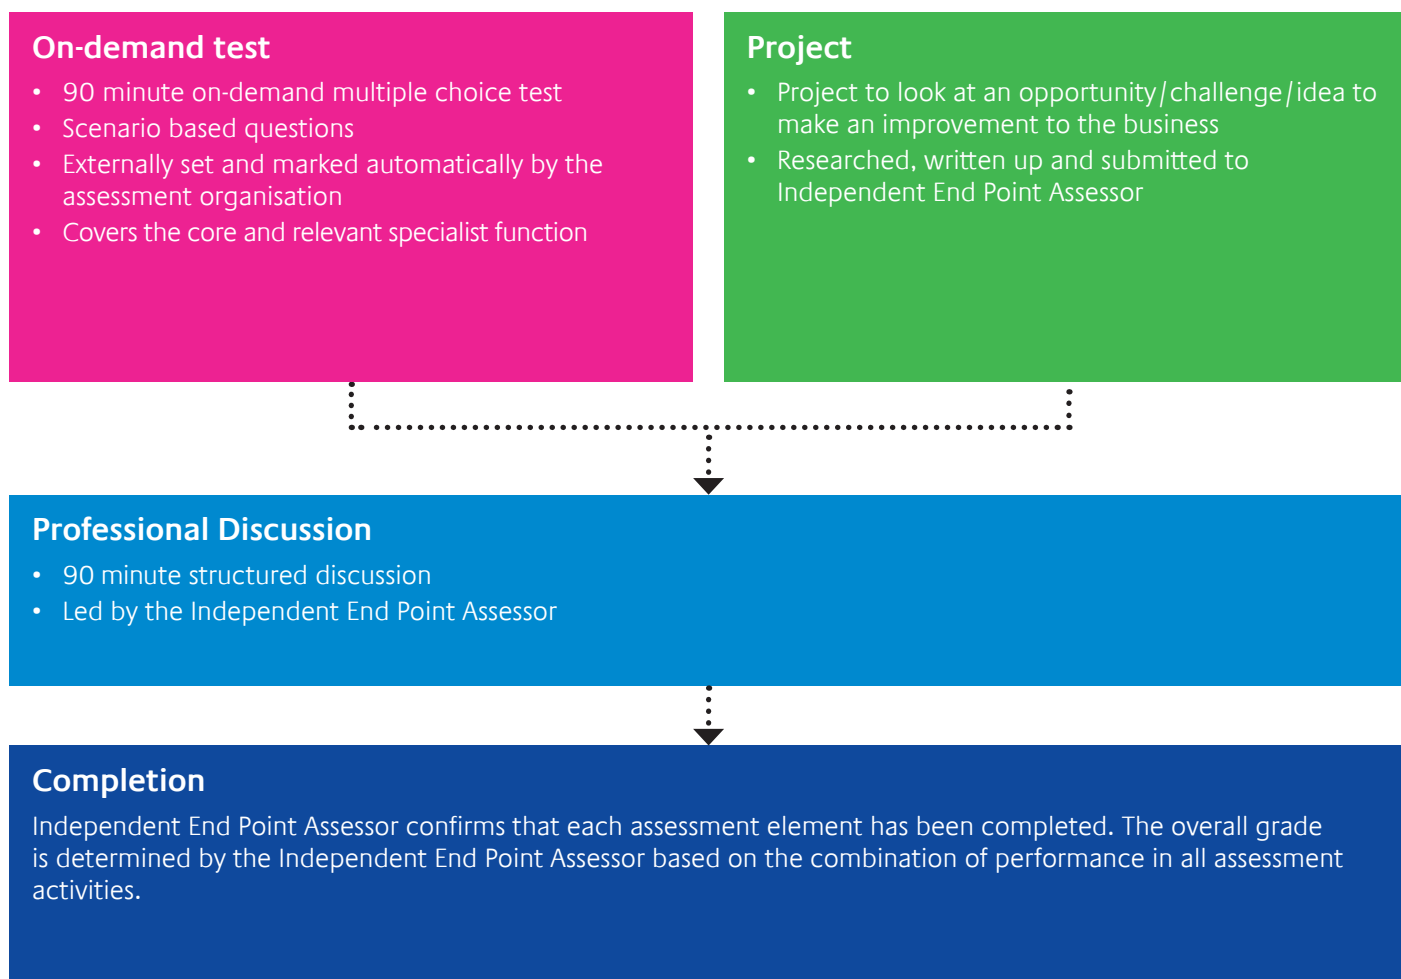 On-demand test
• 90 minute on-demand multiple choice test
• Scenario based questions
• Externally set and marked automatically by the
assessment organisation
• Covers the core and relevant specialist function
Project
• Project to look at an opportunity/challenge/idea to
make an improvement to the business
• Researched, written up and submitted to
Independent End Point Assessor
Professional Discussion
• 90 minute structured discussion
• Led by the Independent End Point Assessor
Completion
Independent End Point Assessor confirms that each assessment element has been completed. The overall grade
is determined by the Independent End Point Assessor based on the combination of performance in all assessment
activities.